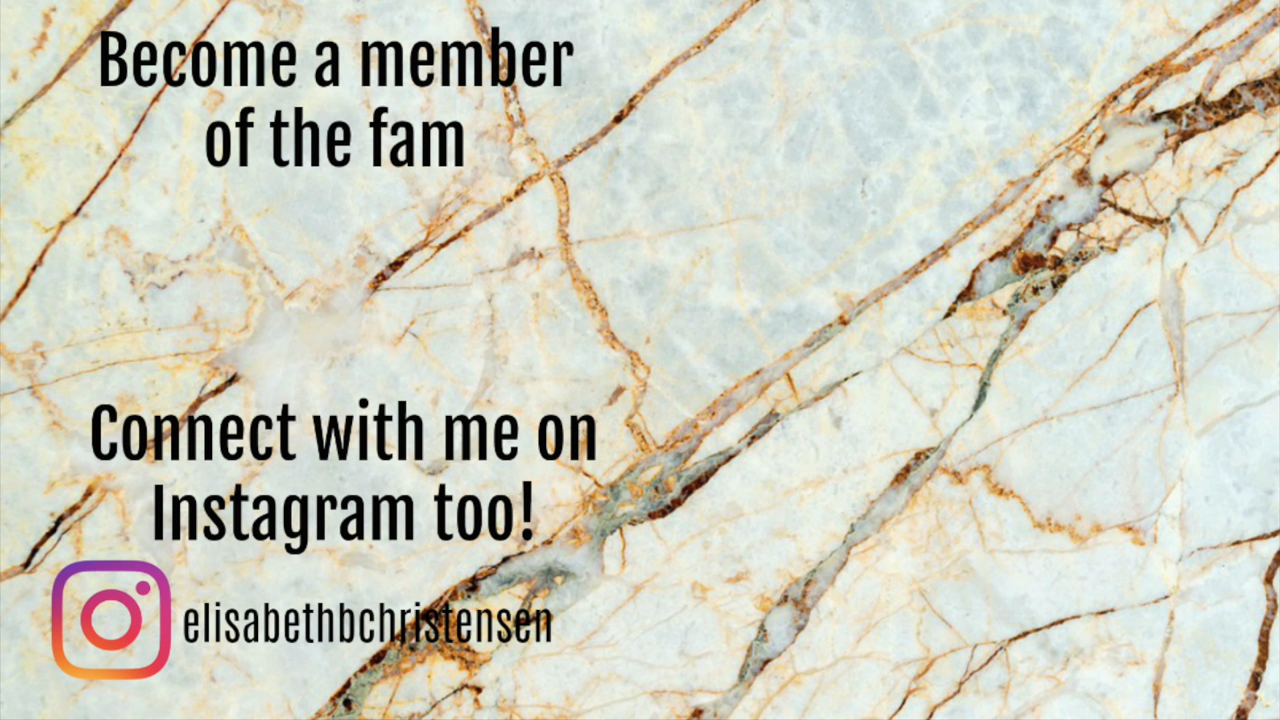 Become a member
of the fam
Connect with me on
Instagram too!
elisabethbchristensen